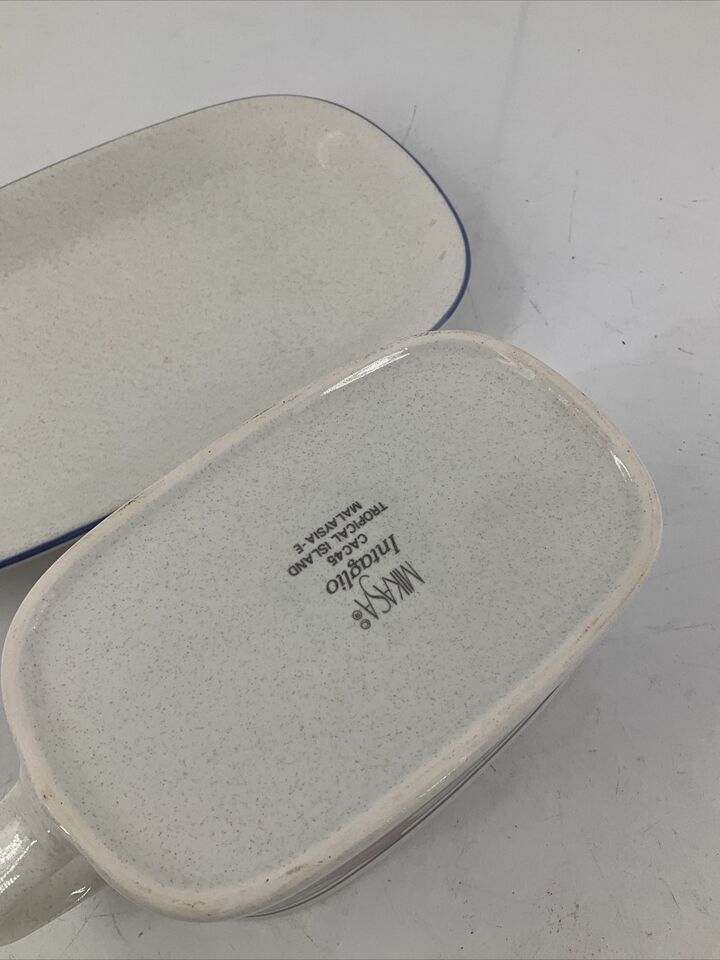 MIKASA ©®
Intaglio
CAC45
TROPICAL ISLAND
MALAYSIA-E